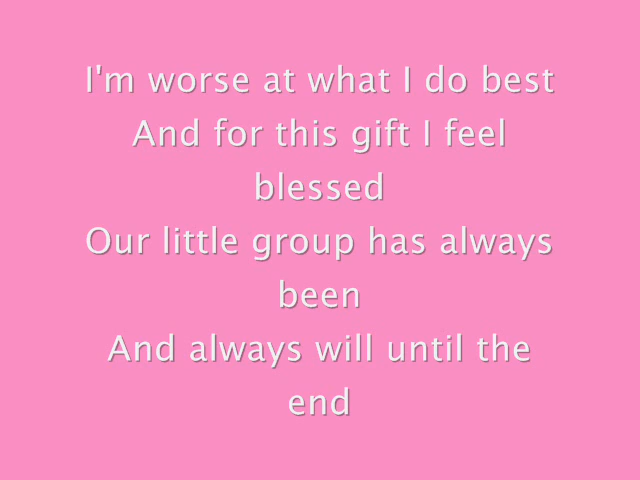 I'm worse at what I do best
And for this gift I feel
blessed
Our little group has always
been
And always will until the
end